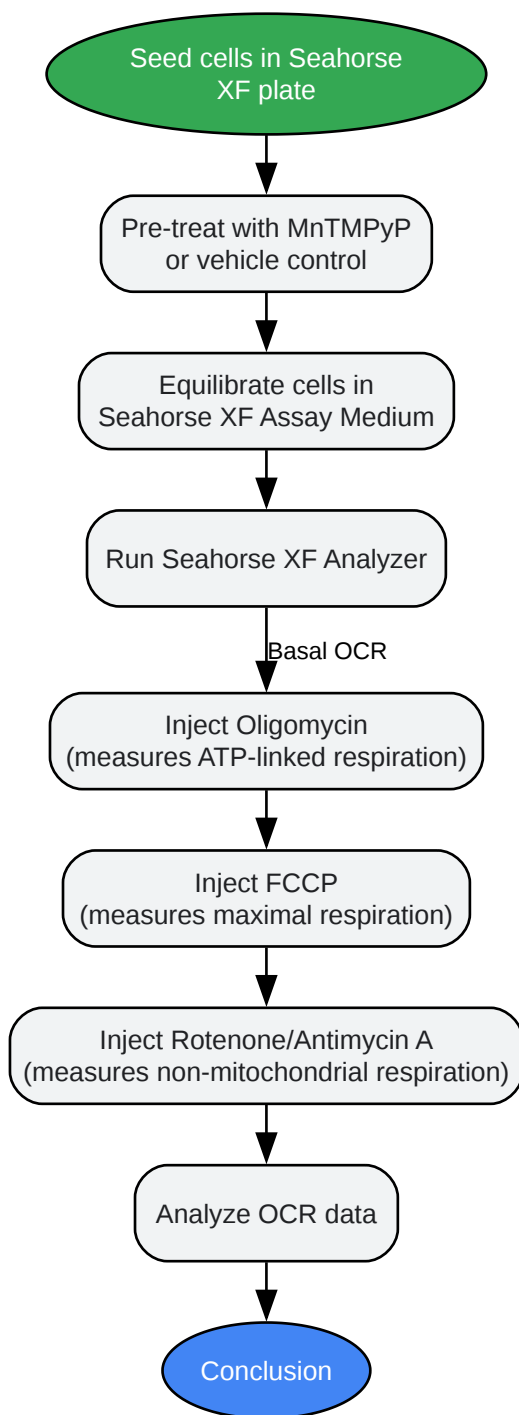 Seed cells in Seahorse
XF plate
Pre-treat with MnTMPyP
or vehicle control
Equilibrate cells in
Seahorse XF Assay Medium
Run Seahorse XF Analyzer
Basal OCR
Inject Oligomycin
(measures ATP-linked respiration)
Inject FCCP
(measures maximal respiration)
Inject Rotenone/Antimycin A
(measures non-mitochondrial respiration)
Analyze OCR data
Conclusion